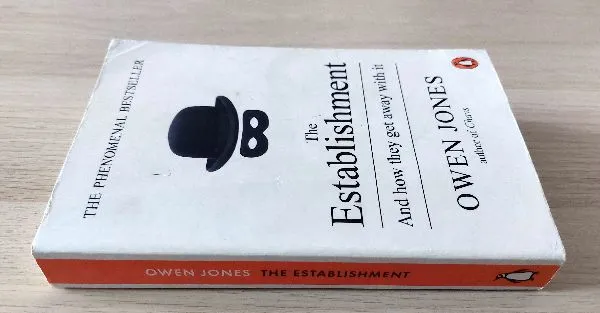 THE PHENOMENAL BESTSELLER
The
Establishment
And how they get away with it
OWEN JONES
author of Chavs
OWEN JONES THE ESTABLISHMENT